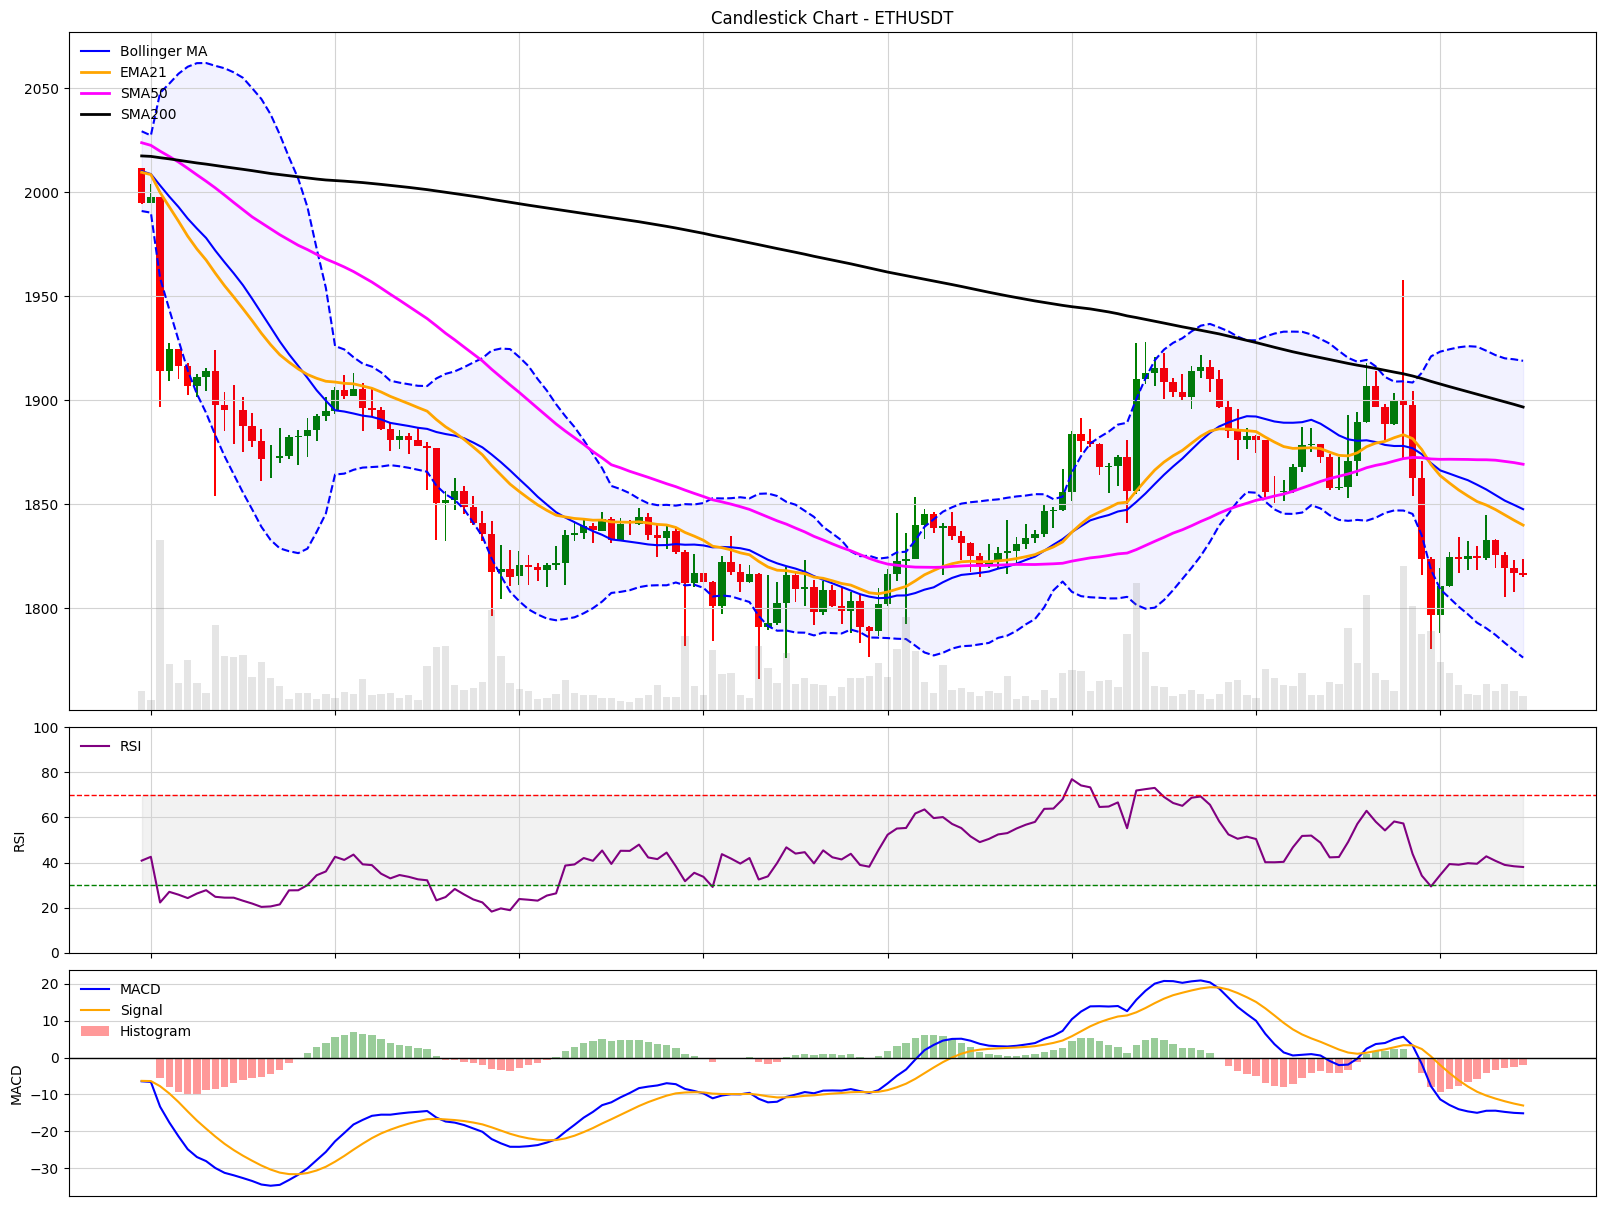 Candlestick Chart - ETHUSDT
Bollinger MA
EMA21
SMA50
SMA200
2050
2000
1950
1900
1850
1800
RSI
100
80
60
40
20
0
RSI
MACD
Signal
Histogram
20
10
0
−10
−20
−30
MACD